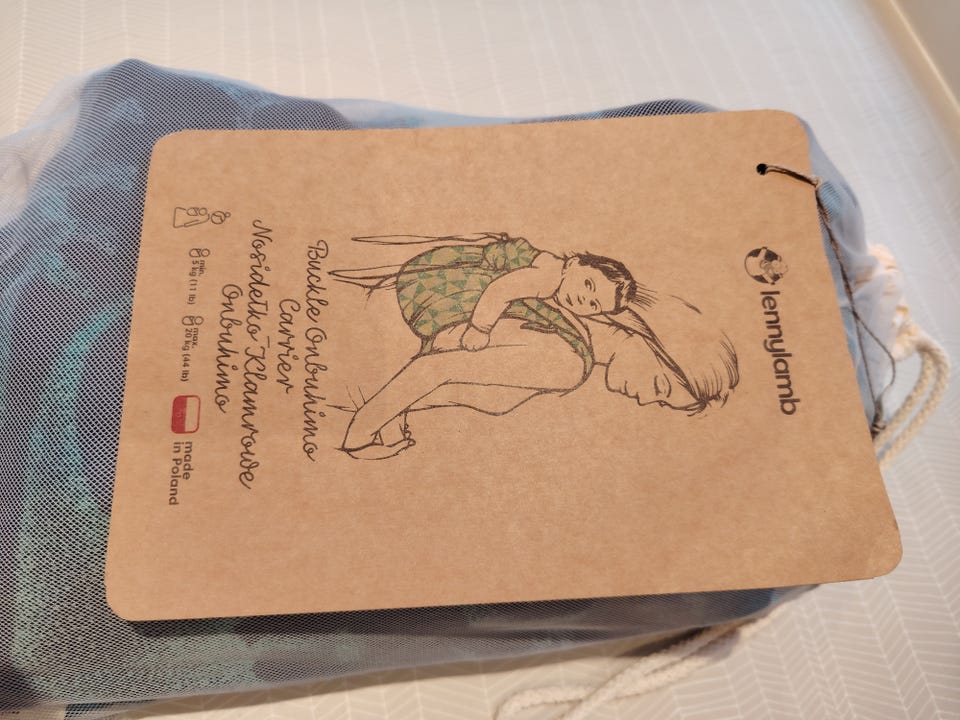 lennylamb
Buckle Onbuhimo
Carrier
Nosidełko Klamrowe
Onbuhimo
min.
5 kg (11 lb)
max.
20 kg (44 lb)
made
in Poland